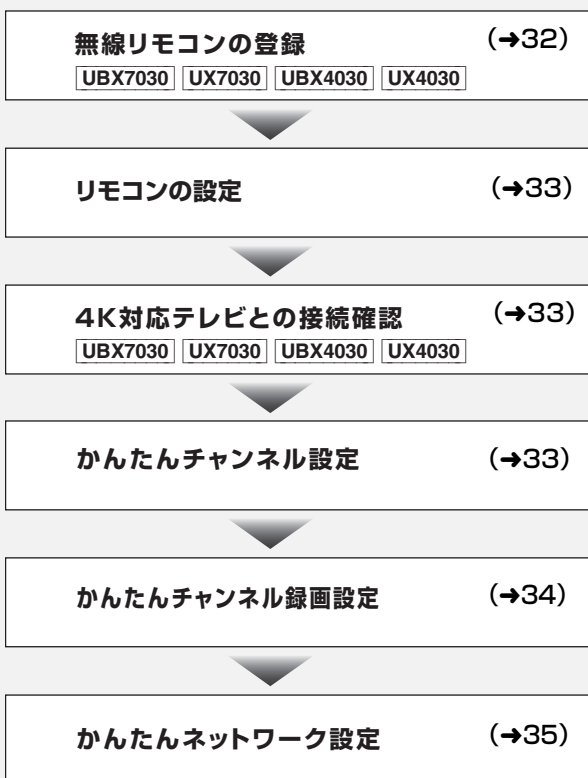 無線リモコンの登録 (➜32)
UBX7030 UX7030 UBX4030 UX4030
リモコンの設定 (➜33)
4K対応テレビとの接続確認 (➜33)
UBX7030 UX7030 UBX4030 UX4030
かんたんチャンネル設定 (➜33)
かんたんチャンネル録画設定 (➜34)
かんたんネットワーク設定 (➜35)